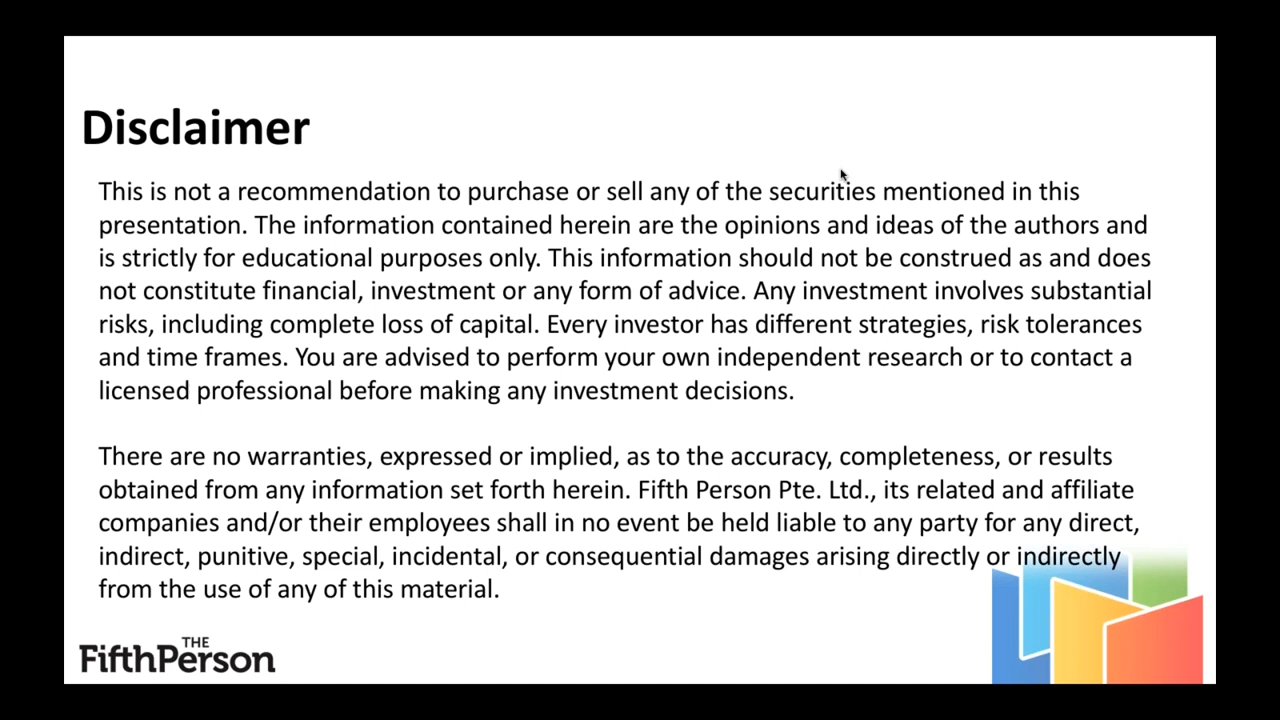 Disclaimer
This is not a recommendation to purchase or sell any of the securities mentioned in this
presentation. The information contained herein are the opinions and ideas of the authors and
is strictly for educational purposes only. This information should not be construed as and does
not constitute financial, investment or any form of advice. Any investment involves substantial
risks, including complete loss of capital. Every investor has different strategies, risk tolerances
and time frames. You are advised to perform your own independent research or to contact a
licensed professional before making any investment decisions.
There are no warranties, expressed or implied, as to the accuracy, completeness, or results
obtained from any information set forth herein. Fifth Person Pte. Ltd., its related and affiliate
companies and/or their employees shall in no event be held liable to any party for any direct,
indirect, punitive, special, incidental, or consequential damages arising directly or indirectly
from the use of any of this material.
THE
FifthPerson